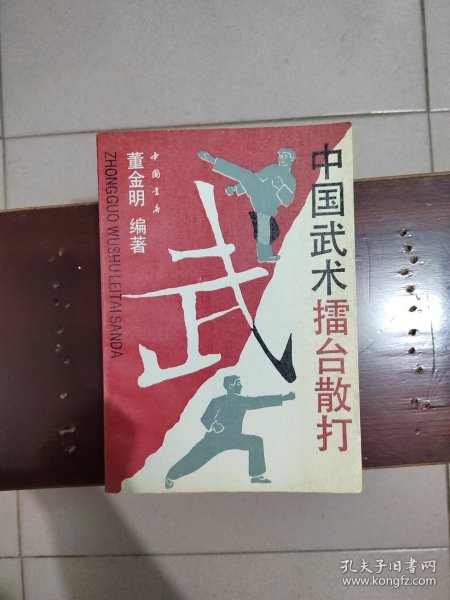 中国武术擂台散打
武
中国书店
董金明 编著
ZHONGGUO WUSHU LEITAI SANDA
孔夫子旧书网
www.kongfz.com